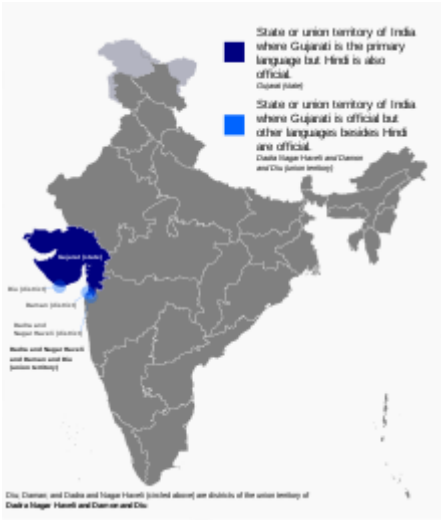 State or union territory of India
where Gujarati is the primary
language but Hindi is also
official.
Gujarat (state)
State or union territory of India
where Gujarati is official but
other languages besides Hindi
are official.
Dadra Nagar Haveli and Daman
and Diu (union territory)
Gujarat (state)
Diu (district)
Daman (district)
Dadra and
Nagar Haveli (district)
Dadra and Nagar Haveli
and Daman and Diu
(union territory)
Diu, Daman, and Dadra and Nagar Haveli (circled above) are districts of the union territory of
Dadra Nagar Haveli and Daman and Diu